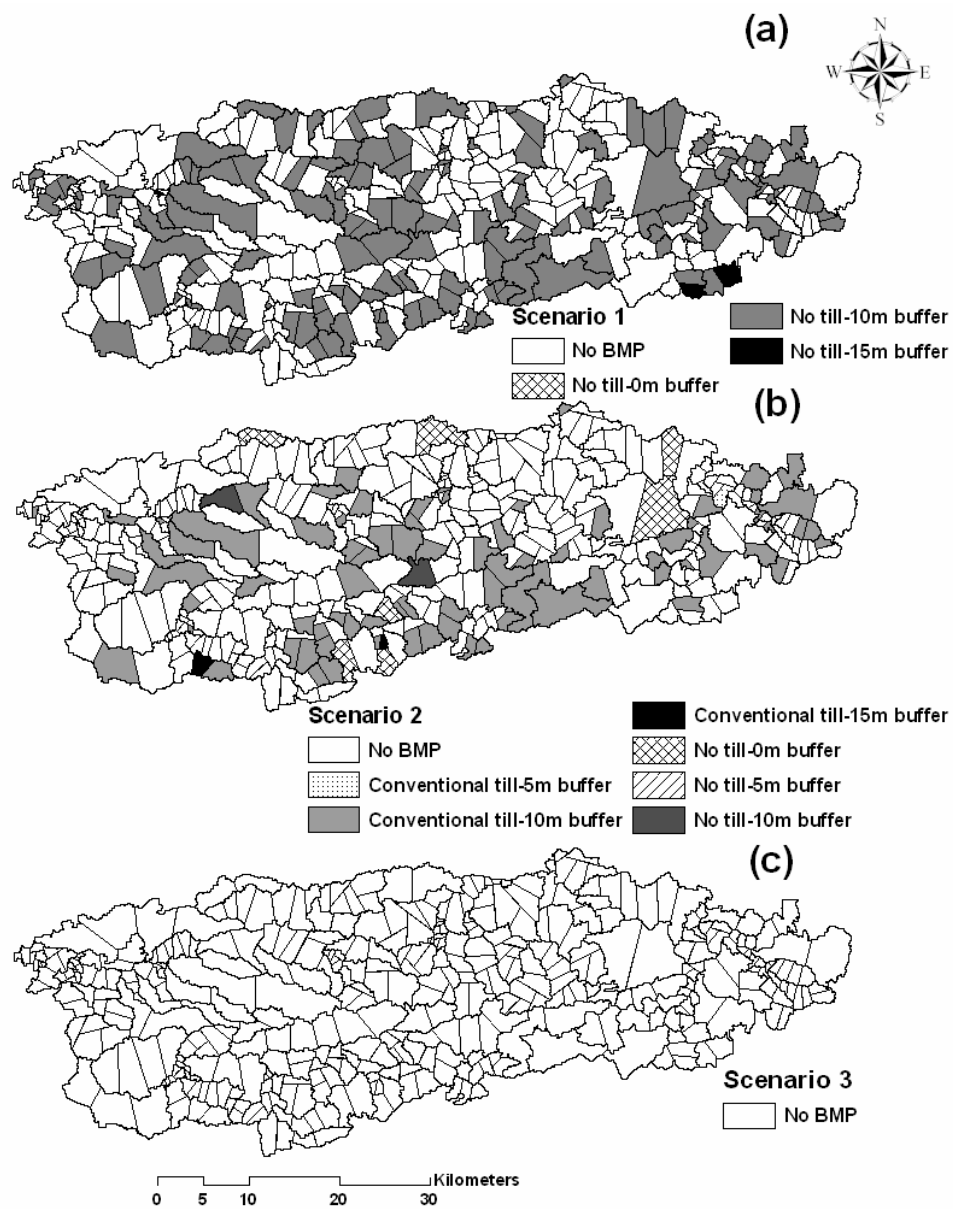 (a)
N
W E
S
Scenario 1
No BMP
No till-0m buffer
No till-10m buffer
No till-15m buffer
(b)
Scenario 2
No BMP
Conventional till-5m buffer
Conventional till-10m buffer
Conventional till-15m buffer
No till-0m buffer
No till-5m buffer
No till-10m buffer
(c)
Scenario 3
No BMP
Kilometers
0 5 10 20 30